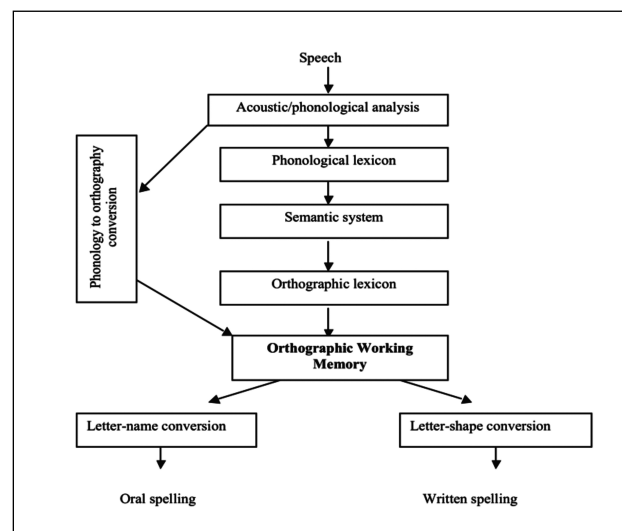 Speech
Acoustic/phonological analysis
Phonology to orthography
conversion
Phonological lexicon
Semantic system
Orthographic lexicon
Orthographic Working
Memory
Letter-name conversion
Letter-shape conversion
Oral spelling
Written spelling